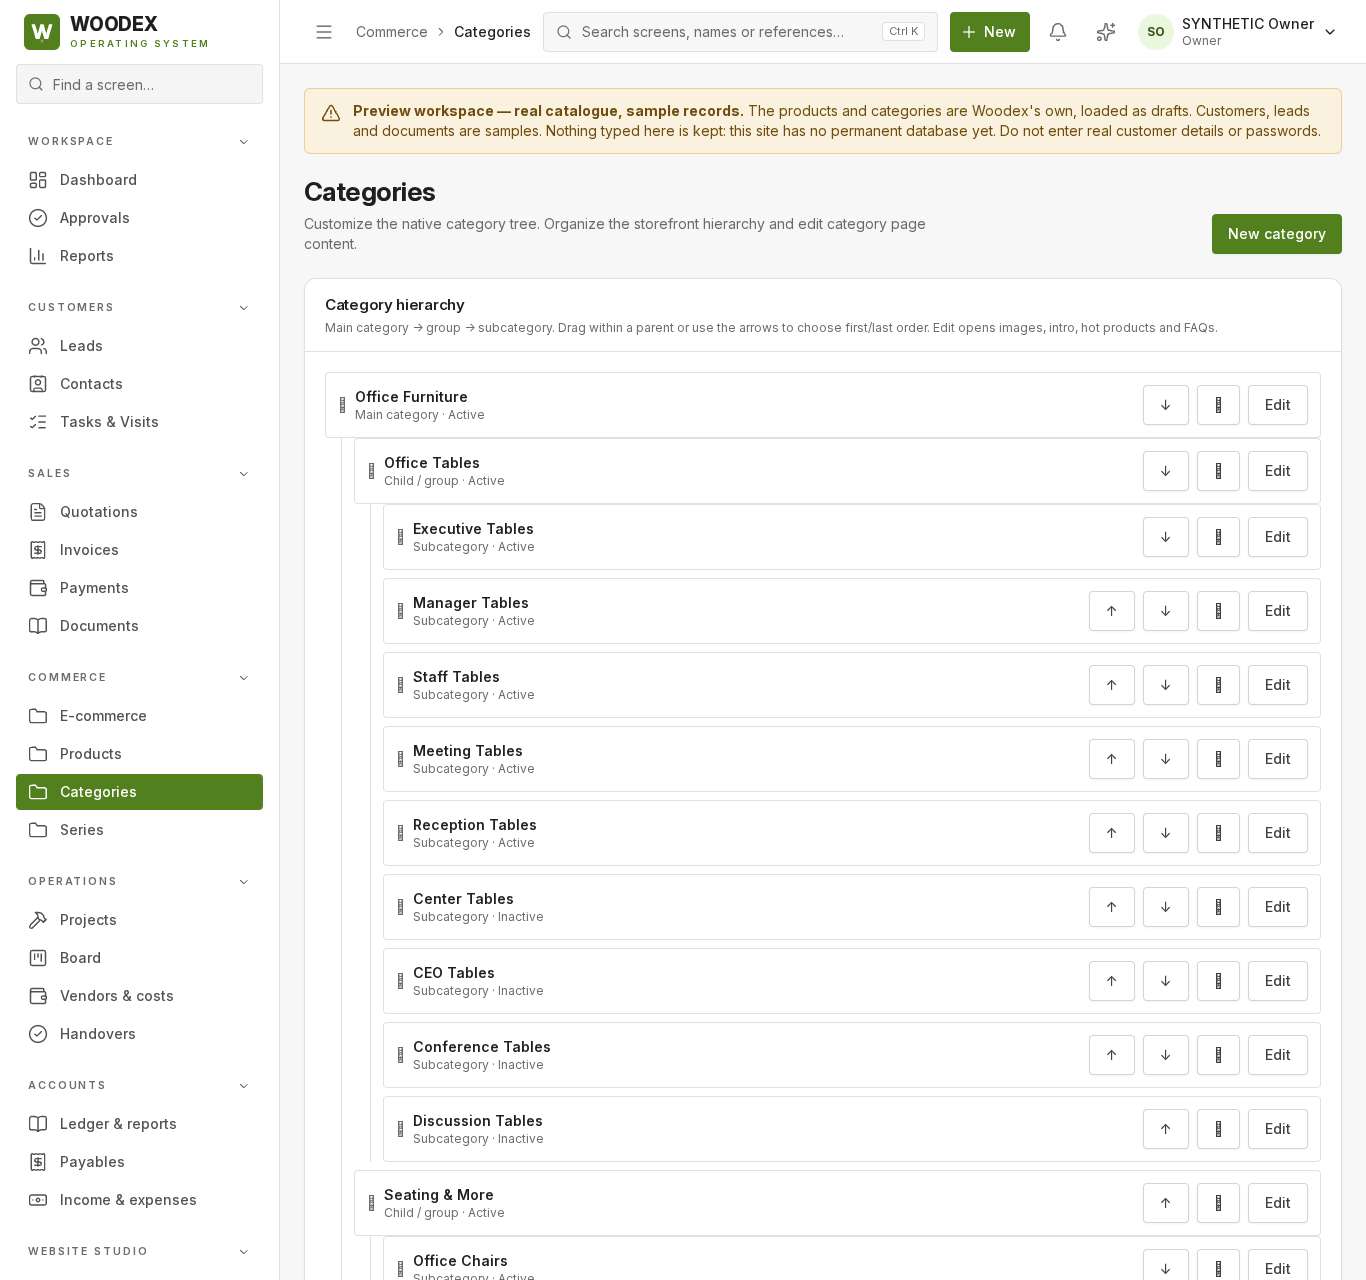 W WOODEX
OPERATING SYSTEM
Find a screen…
WORKSPACE
Dashboard
Approvals
Reports
CUSTOMERS
Leads
Contacts
Tasks & Visits
SALES
Quotations
Invoices
Payments
Documents
COMMERCE
E-commerce
Products
Categories
Series
OPERATIONS
Projects
Board
Vendors & costs
Handovers
ACCOUNTS
Ledger & reports
Payables
Income & expenses
WEBSITE STUDIO
Commerce > Categories
Search screens, names or references… Ctrl K
+ New
SO SYNTHETIC Owner
Owner
Preview workspace — real catalogue, sample records. The products and categories are Woodex's own, loaded as drafts. Customers, leads
and documents are samples. Nothing typed here is kept: this site has no permanent database yet. Do not enter real customer details or passwords.
Categories
Customize the native category tree. Organize the storefront hierarchy and edit category page
content.
New category
Category hierarchy
Main category → group → subcategory. Drag within a parent or use the arrows to choose first/last order. Edit opens images, intro, hot products and FAQs.
Office Furniture
Main category · Active
↓ Edit
Office Tables
Child / group · Active
↓ Edit
Executive Tables
Subcategory · Active
↓ Edit
Manager Tables
Subcategory · Active
↑ ↓ Edit
Staff Tables
Subcategory · Active
↑ ↓ Edit
Meeting Tables
Subcategory · Active
↑ ↓ Edit
Reception Tables
Subcategory · Active
↑ ↓ Edit
Center Tables
Subcategory · Inactive
↑ ↓ Edit
CEO Tables
Subcategory · Inactive
↑ ↓ Edit
Conference Tables
Subcategory · Inactive
↑ ↓ Edit
Discussion Tables
Subcategory · Inactive
↑ Edit
Seating & More
Child / group · Active
↑ Edit
Office Chairs
Subcategory · Active
↓ Edit